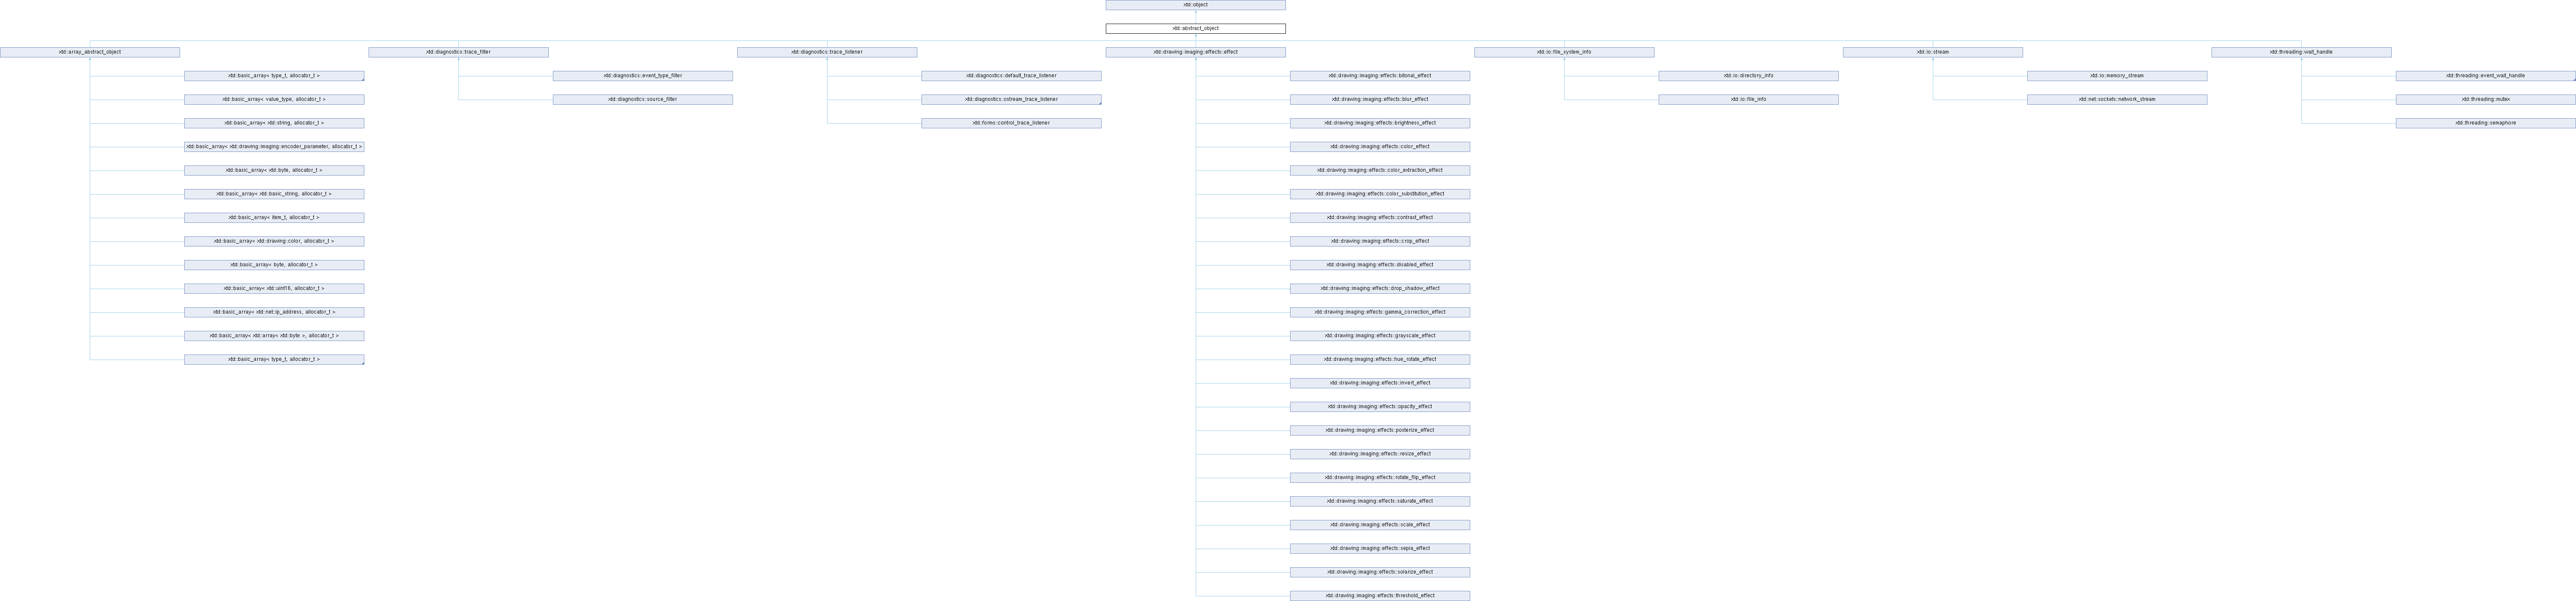 xtd::object
xtd::abstract_object
xtd::array_abstract_object
xtd::diagnostics::trace_filter
xtd::diagnostics::trace_listener
xtd::drawing::imaging::effects::effect
xtd::io::file_system_info
xtd::io::stream
xtd::threading::wait_handle
xtd::basic_array< type_t, allocator_t >
xtd::diagnostics::event_type_filter
xtd::diagnostics::default_trace_listener
xtd::drawing::imaging::effects::bitonal_effect
xtd::io::directory_info
xtd::io::memory_stream
xtd::threading::event_wait_handle
xtd::basic_array< value_type, allocator_t >
xtd::diagnostics::source_filter
xtd::diagnostics::ostream_trace_listener
xtd::drawing::imaging::effects::blur_effect
xtd::io::file_info
xtd::net::sockets::network_stream
xtd::threading::mutex
xtd::basic_array< xtd::string, allocator_t >
xtd::forms::control_trace_listener
xtd::drawing::imaging::effects::brightness_effect
xtd::threading::semaphore
xtd::basic_array< xtd::drawing::imaging::encoder_parameter, allocator_t >
xtd::drawing::imaging::effects::color_effect
xtd::basic_array< xtd::byte, allocator_t >
xtd::drawing::imaging::effects::color_extraction_effect
xtd::basic_array< xtd::basic_string, allocator_t >
xtd::drawing::imaging::effects::color_substitution_effect
xtd::basic_array< item_t, allocator_t >
xtd::drawing::imaging::effects::contrast_effect
xtd::basic_array< xtd::drawing::color, allocator_t >
xtd::drawing::imaging::effects::crop_effect
xtd::basic_array< byte, allocator_t >
xtd::drawing::imaging::effects::disabled_effect
xtd::basic_array< xtd::uint16, allocator_t >
xtd::drawing::imaging::effects::drop_shadow_effect
xtd::basic_array< xtd::net::ip_address, allocator_t >
xtd::drawing::imaging::effects::gamma_correction_effect
xtd::basic_array< xtd::array< xtd::byte >, allocator_t >
xtd::drawing::imaging::effects::grayscale_effect
xtd::basic_array< type_t, allocator_t >
xtd::drawing::imaging::effects::hue_rotate_effect
xtd::drawing::imaging::effects::invert_effect
xtd::drawing::imaging::effects::opacity_effect
xtd::drawing::imaging::effects::posterize_effect
xtd::drawing::imaging::effects::resize_effect
xtd::drawing::imaging::effects::rotate_flip_effect
xtd::drawing::imaging::effects::saturate_effect
xtd::drawing::imaging::effects::scale_effect
xtd::drawing::imaging::effects::sepia_effect
xtd::drawing::imaging::effects::solarize_effect
xtd::drawing::imaging::effects::threshold_effect